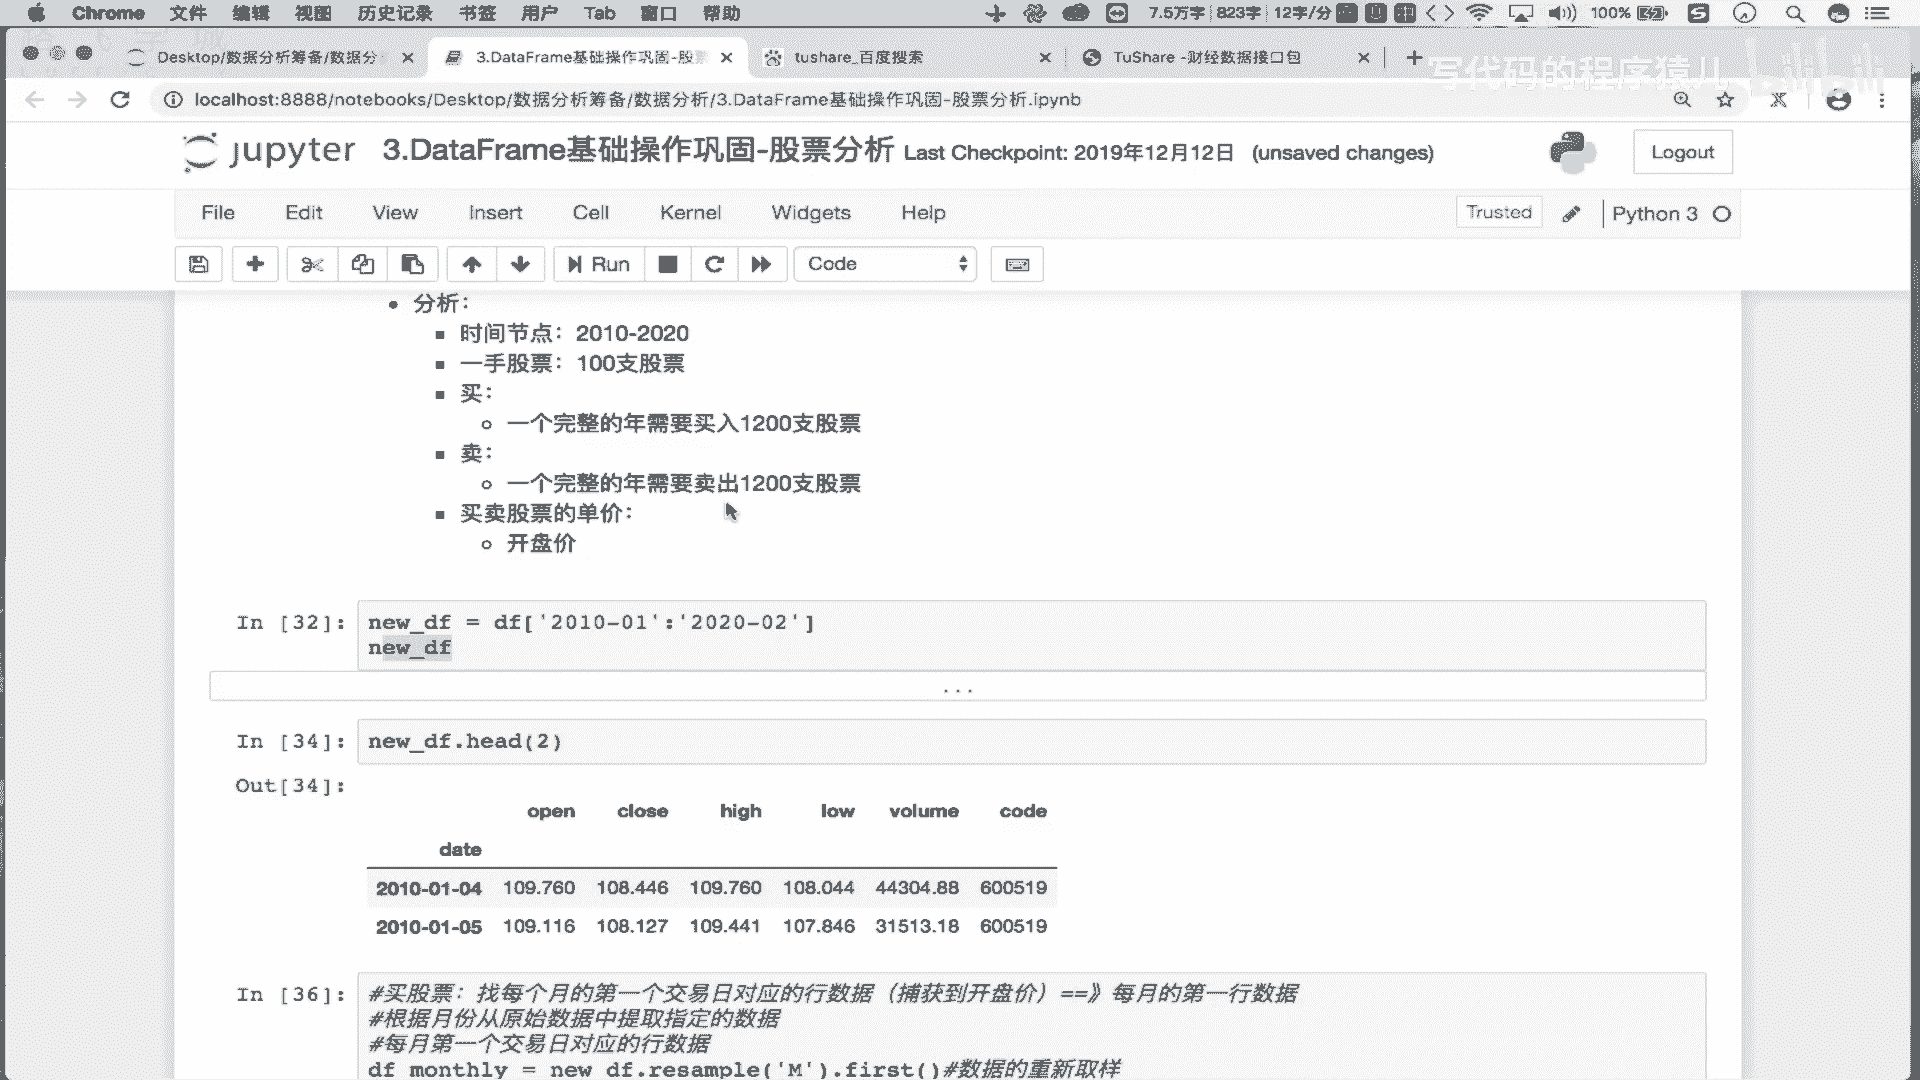 Chrome 文件 编辑 视图 历史记录 书签 用户 Tab 窗口 帮助 7.5万字 823字 12字/分 100%
Desktop/数据分析筹备/数据分 3.DataFrame基础操作巩固-股票 tushare_百度搜索 TuShare -财经数据接口包
写代码的程序猿儿 bilibili
localhost:8888/notebooks/Desktop/数据分析筹备/数据分析/3.DataFrame基础操作巩固-股票分析.ipynb
jupyter 3.DataFrame基础操作巩固-股票分析 Last Checkpoint: 2019年12月12日 (unsaved changes) Logout
File Edit View Insert Cell Kernel Widgets Help Trusted Python 3
Run Code
分析：
时间节点：2010-2020
一手股票：100支股票
买：
一个完整的年需要买入1200支股票
卖：
一个完整的年需要卖出1200支股票
买卖股票的单价：
开盘价
In [32]: new_df = df['2010-01':'2020-02']
new_df
...
In [34]: new_df.head(2)
Out[34]:
open close high low volume code
date
2010-01-04 109.760 108.446 109.760 108.044 44304.88 600519
2010-01-05 109.116 108.127 109.441 107.846 31513.18 600519
In [36]: #买股票：找每个月的第一个交易日对应的行数据（捕获到开盘价）==》每月的第一行数据
#根据月份从原始数据中提取指定的数据
#每月第一个交易日对应的行数据
df_monthly = new_df.resample('M').first()#数据的重新取样